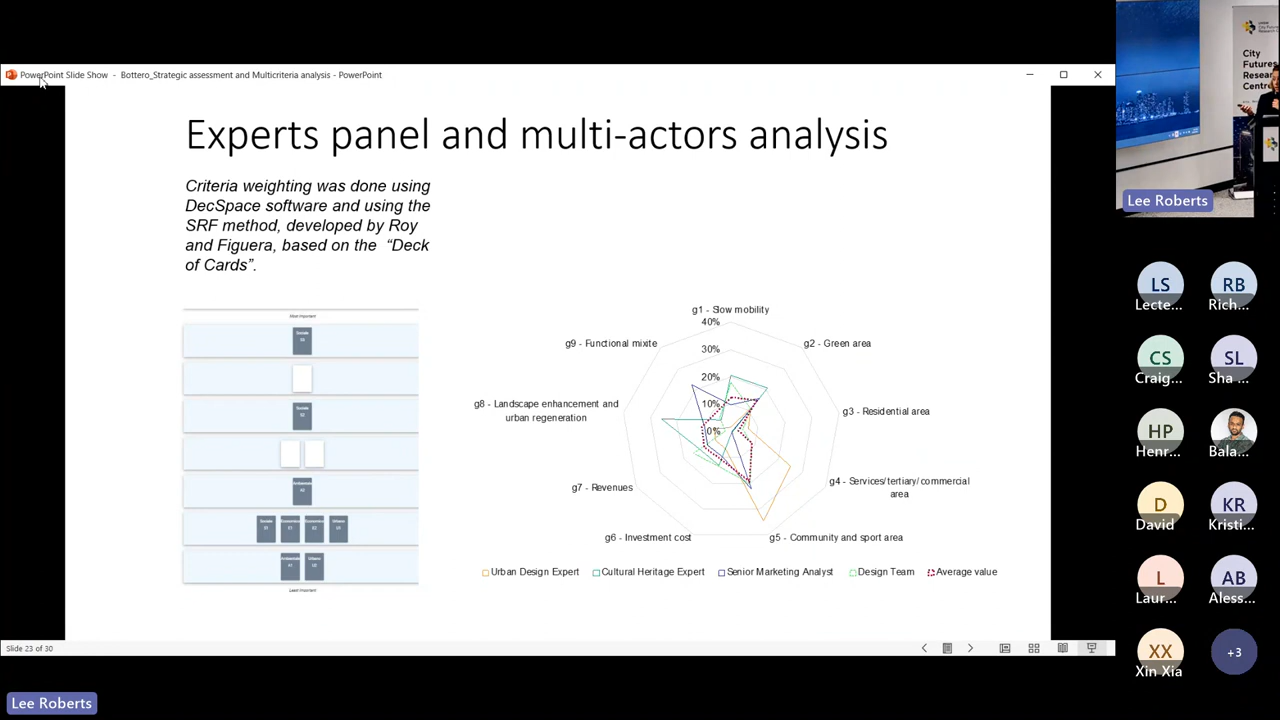 PowerPoint Slide Show - Bottero_Strategic assessment and Multicriteria analysis - PowerPoint
Experts panel and multi-actors analysis
Criteria weighting was done using
DecSpace software and using the
SRF method, developed by Roy
and Figuera, based on the "Deck
of Cards".
Most important
Least important
g1 - Slow mobility
40%
30%
20%
10%
0%
g2 - Green area
g3 - Residential area
g4 - Services/tertiary/commercial
area
g5 - Community and sport area
g6 - Investment cost
g7 - Revenues
g8 - Landscape enhancement and
urban regeneration
g9 - Functional mixite
Urban Design Expert
Cultural Heritage Expert
Senior Marketing Analyst
Design Team
Average value
Slide 23 of 30
Lee Roberts
City
Futures
Resea
Centre
Lee Roberts
LS
Lecte...
RB
Rich...
CS
Craig...
SL
Sha ...
HP
Henr...
Bala...
D
David
KR
Kristi...
L
Laur...
AB
Aless...
XX
Xin Xia
+3